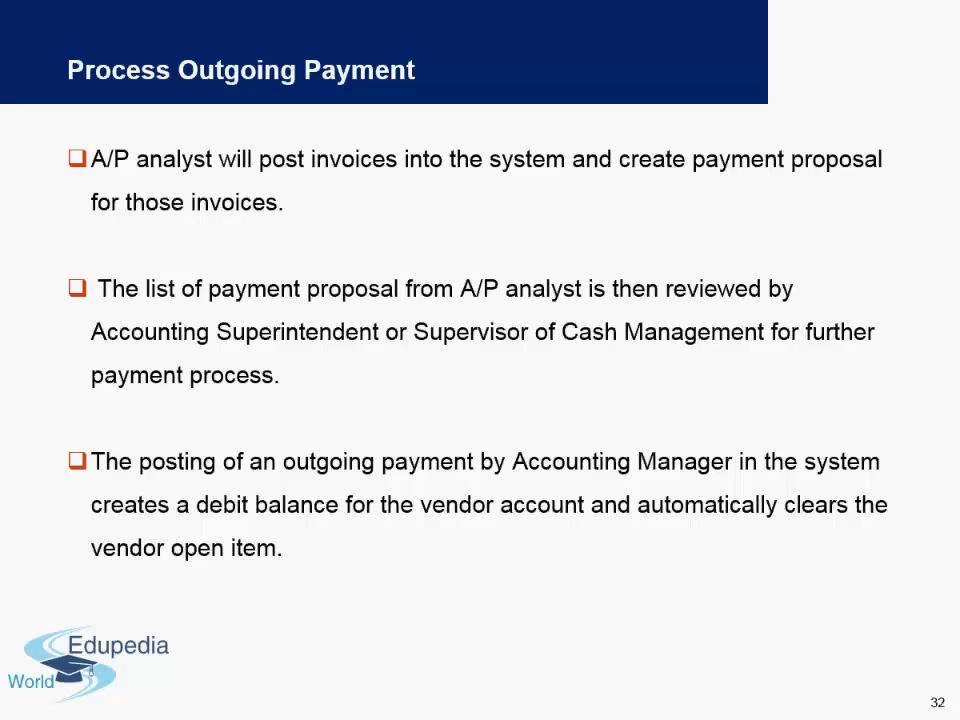 Process Outgoing Payment
A/P analyst will post invoices into the system and create payment proposal
for those invoices.
The list of payment proposal from A/P analyst is then reviewed by
Accounting Superintendent or Supervisor of Cash Management for further
payment process.
The posting of an outgoing payment by Accounting Manager in the system
creates a debit balance for the vendor account and automatically clears the
vendor open item.
Edupedia
World
32